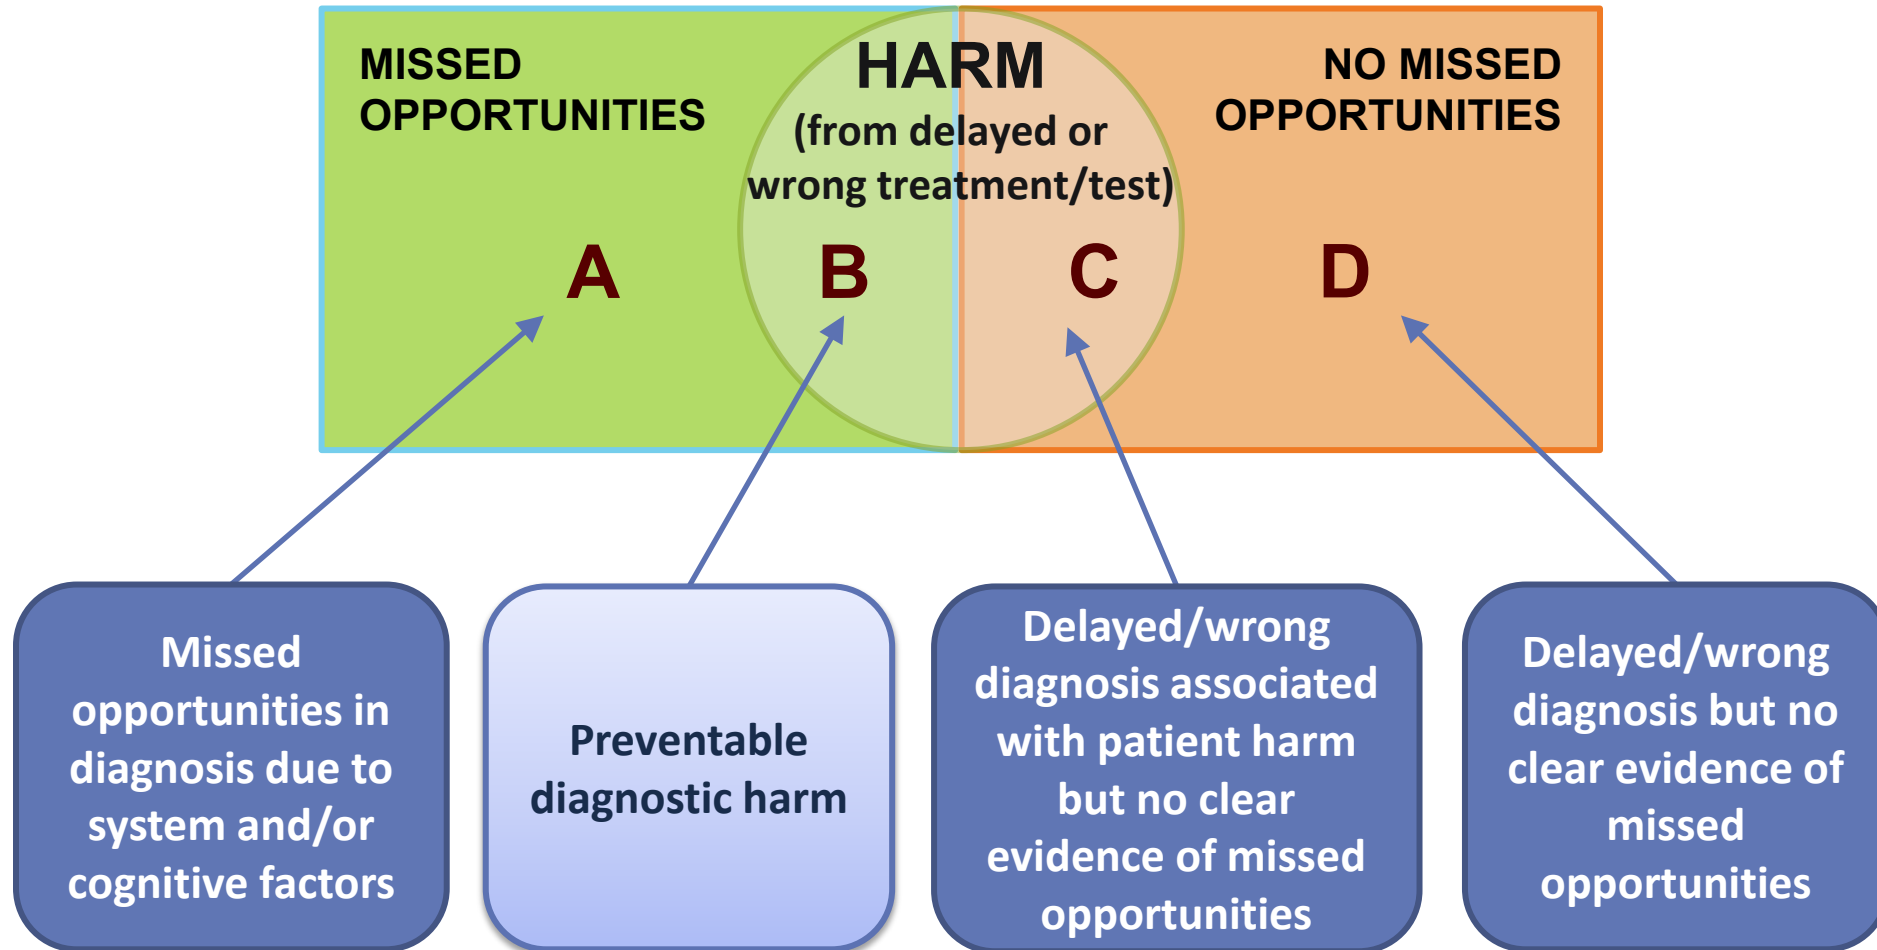 MISSED
OPPORTUNITIES
HARM
(from delayed or
wrong treatment/test)
NO MISSED
OPPORTUNITIES
A
B
C
D
Missed
opportunities in
diagnosis due to
system and/or
cognitive factors
Preventable
diagnostic harm
Delayed/wrong
diagnosis associated
with patient harm
but no clear
evidence of missed
opportunities
Delayed/wrong
diagnosis but no
clear evidence of
missed
opportunities